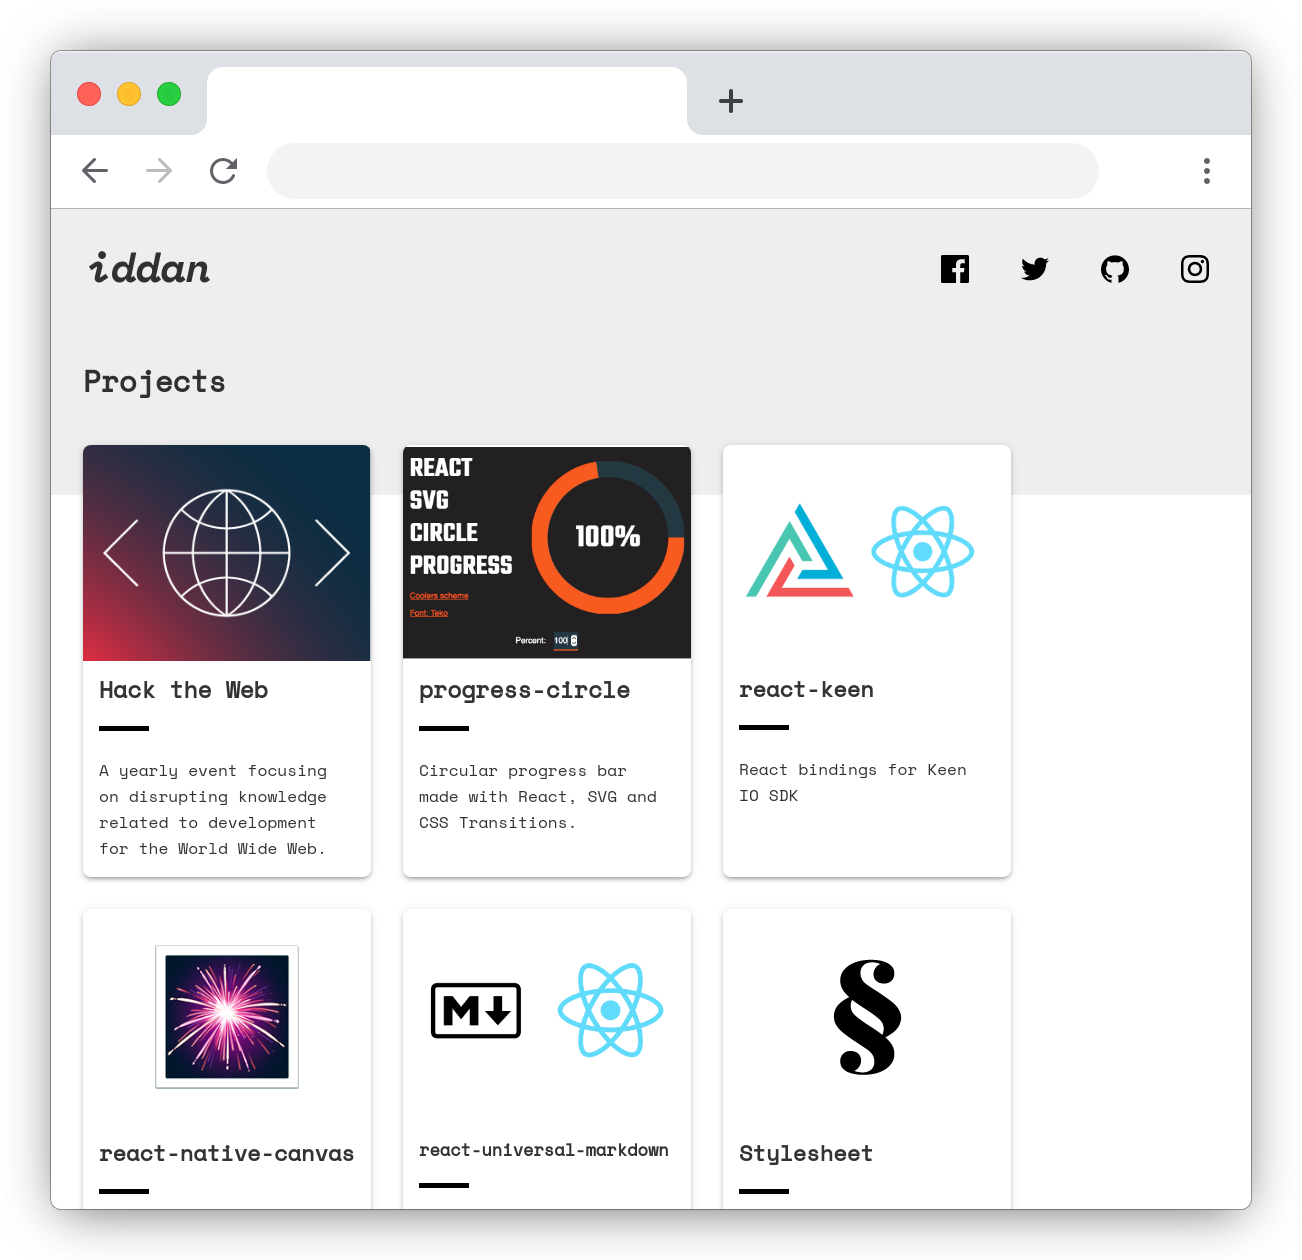 iddan
Projects
REACT
SVG
CIRCLE
PROGRESS
Coolers scheme
Font: Teko
100%
Percent: 100
Hack the Web
A yearly event focusing
on disrupting knowledge
related to development
for the World Wide Web.
progress-circle
Circular progress bar
made with React, SVG and
CSS Transitions.
react-keen
React bindings for Keen
IO SDK
M
§
react-native-canvas
react-universal-markdown
Stylesheet